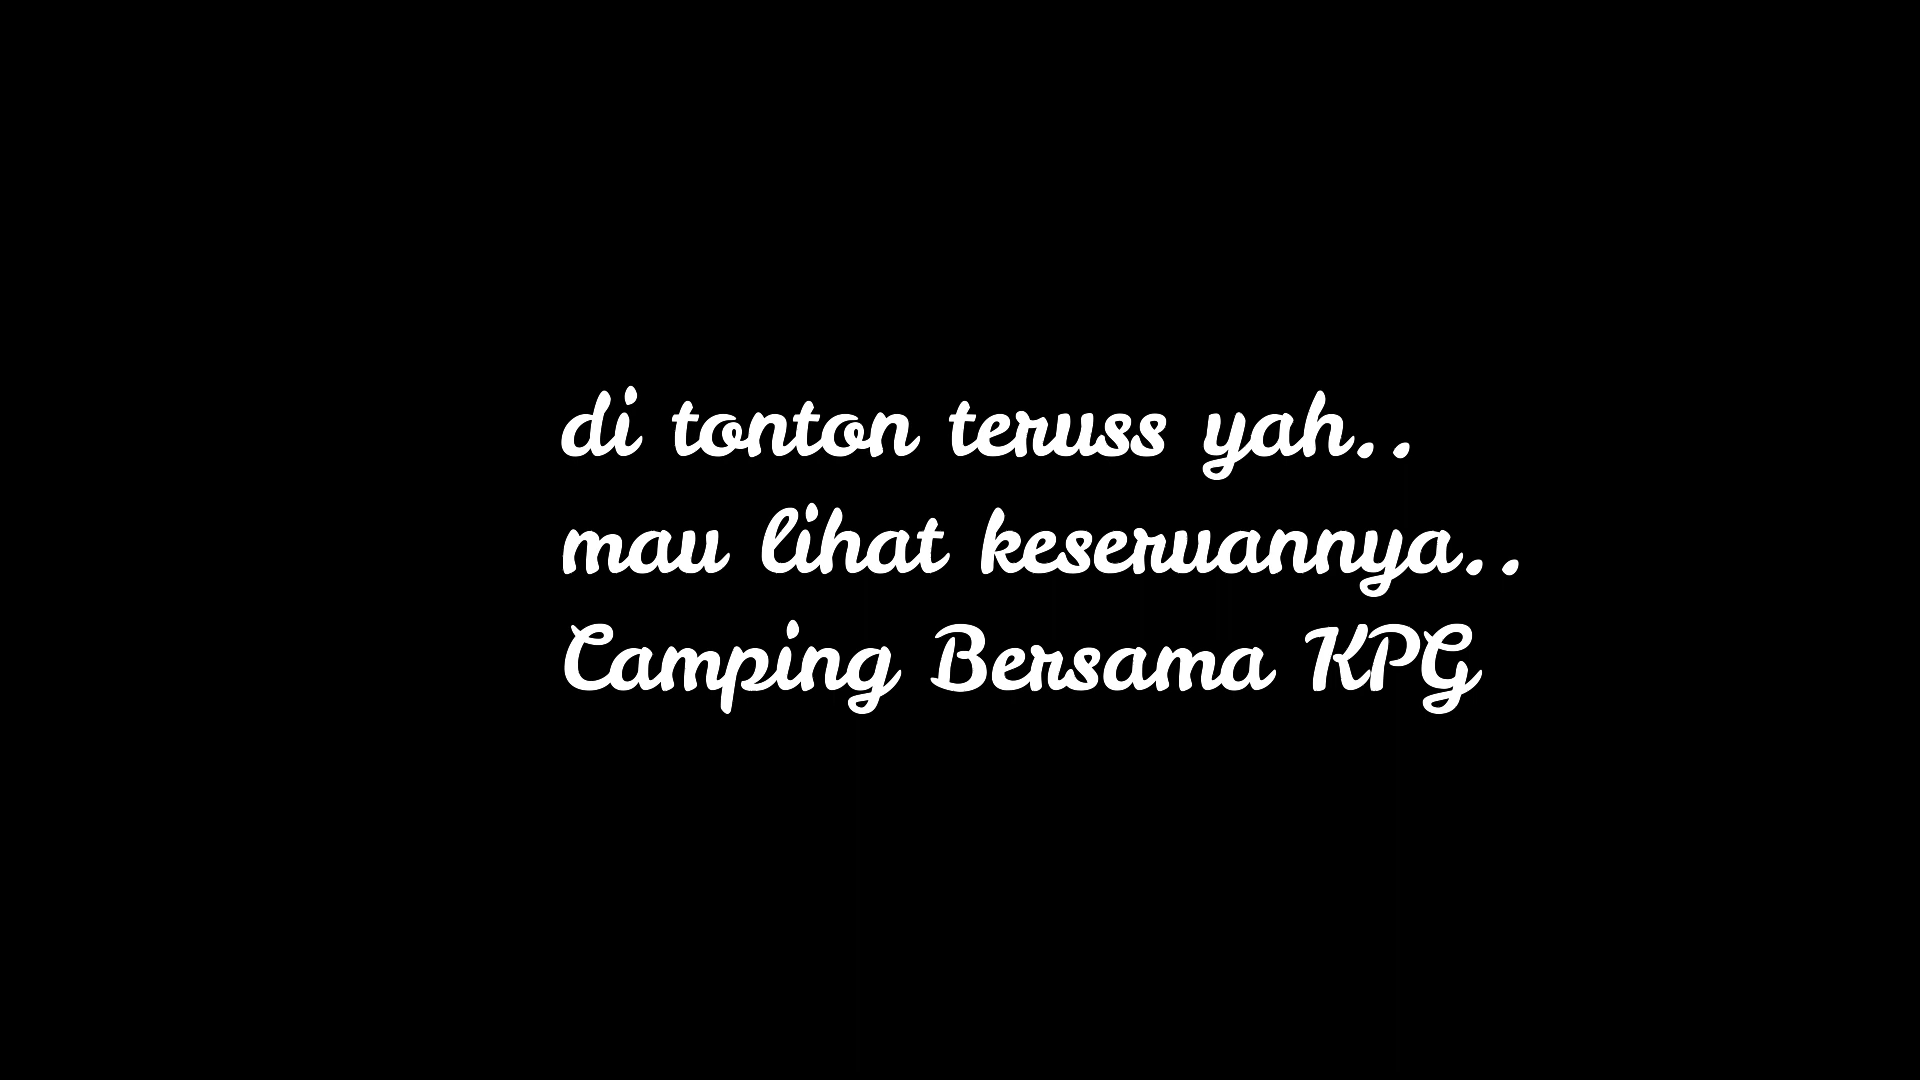 di tonton teruss yah..
mau lihat keseruannya..
Camping Bersama KPG